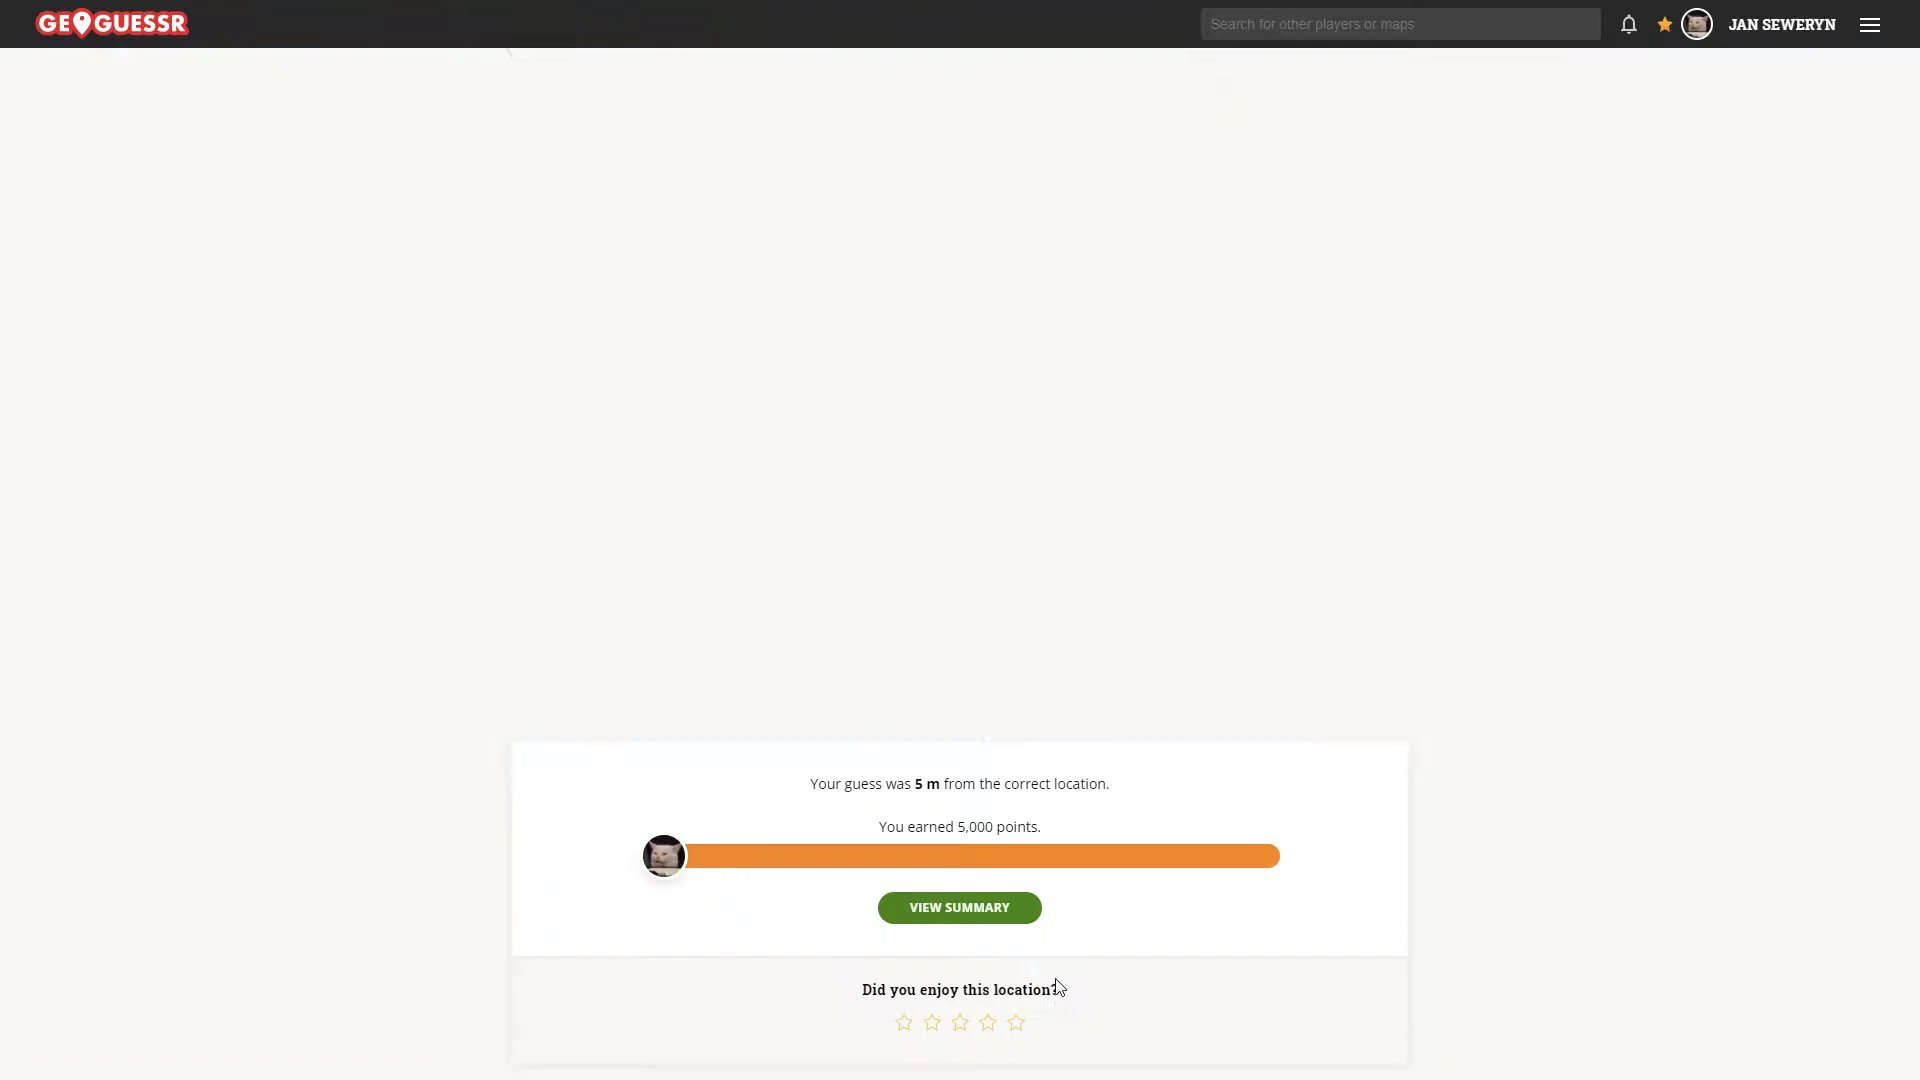 GEOGUESSR
Search for other players or maps
JAN SEWERYN
Your guess was 5 m from the correct location.
You earned 5,000 points.
VIEW SUMMARY
Did you enjoy this location?